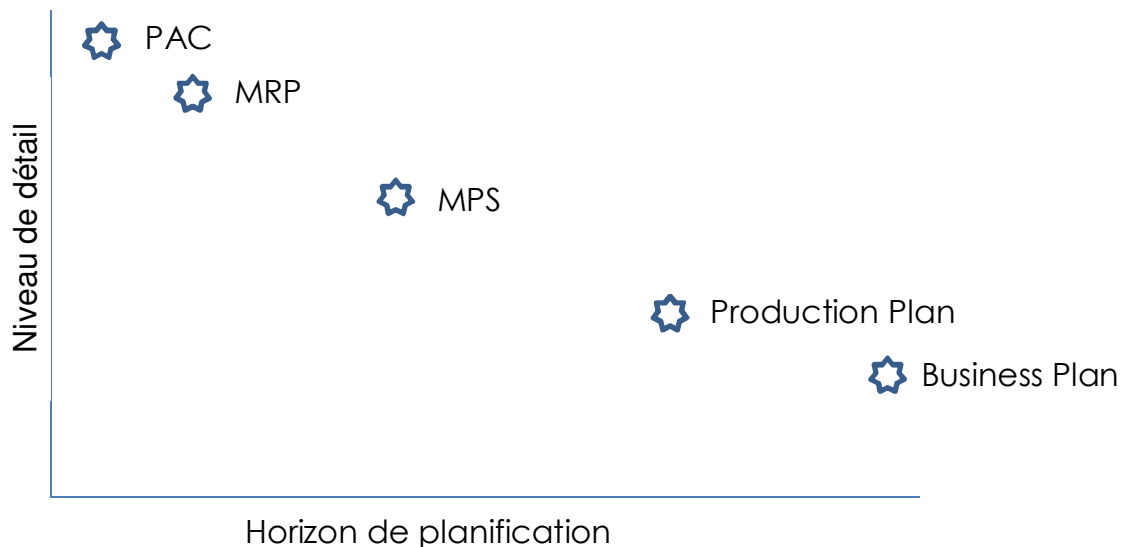 PAC
MRP
Niveau de détail
MPS
Production Plan
Business Plan
Horizon de planification